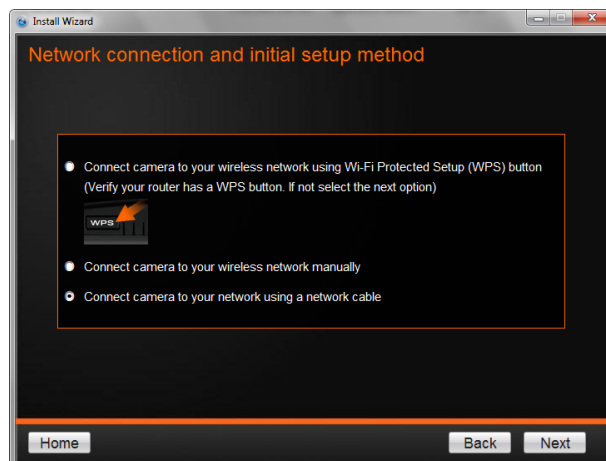 Install Wizard
Network connection and initial setup method
Connect camera to your wireless network using Wi-Fi Protected Setup (WPS) button
(Verify your router has a WPS button. If not select the next option)
WPS
Connect camera to your wireless network manually
Connect camera to your network using a network cable
Home
Back
Next